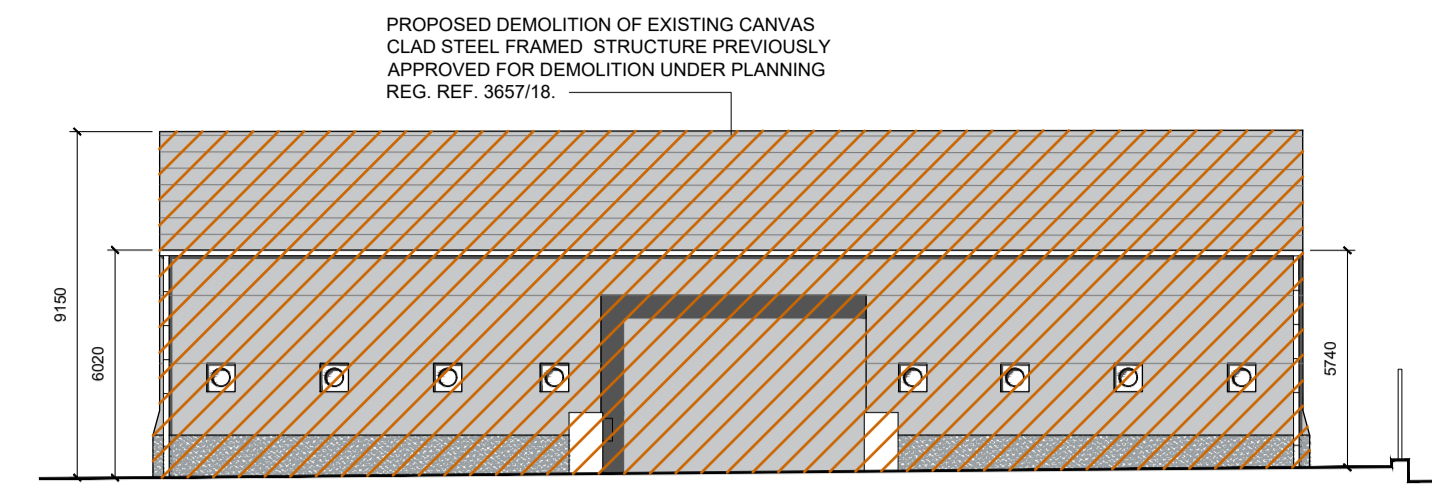 PROPOSED DEMOLITION OF EXISTING CANVAS
CLAD STEEL FRAMED STRUCTURE PREVIOUSLY
APPROVED FOR DEMOLITION UNDER PLANNING
REG. REF. 3657/18.
9150
6020
5740